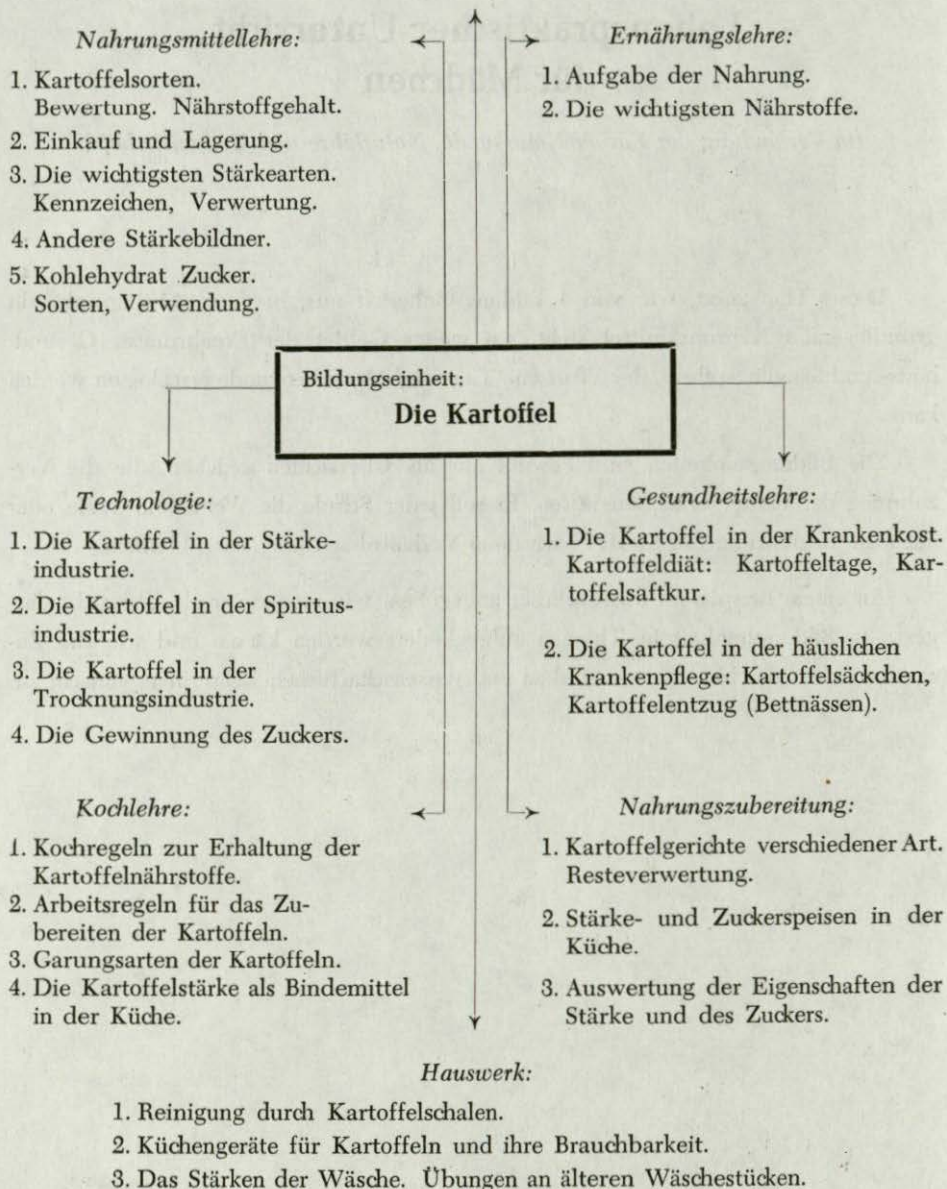 Nahrungsmittellehre:
1. Kartoffelsorten.
Bewertung. Nährstoffgehalt.
2. Einkauf und Lagerung.
3. Die wichtigsten Stärkearten.
Kennzeichen, Verwertung.
4. Andere Stärkebildner.
5. Kohlehydrat Zucker.
Sorten, Verwendung.
Ernährungslehre:
1. Aufgabe der Nahrung.
2. Die wichtigsten Nährstoffe.
Bildungseinheit:
Die Kartoffel
Technologie:
1. Die Kartoffel in der Stärke-
industrie.
2. Die Kartoffel in der Spiritus-
industrie.
3. Die Kartoffel in der
Trocknungsindustrie.
4. Die Gewinnung des Zuckers.
Gesundheitslehre:
1. Die Kartoffel in der Krankenkost.
Kartoffeldiät: Kartoffeltage, Kar-
toffelsaftkur.
2. Die Kartoffel in der häuslichen
Krankenpflege: Kartoffelsäckchen,
Kartoffelentzug (Bettnässen).
Kochlehre:
1. Kochregeln zur Erhaltung der
Kartoffelnährstoffe.
2. Arbeitsregeln für das Zu-
bereiten der Kartoffeln.
3. Garungsarten der Kartoffeln.
4. Die Kartoffelstärke als Bindemittel
in der Küche.
Nahrungszubereitung:
1. Kartoffelgerichte verschiedener Art.
Resteverwertung.
2. Stärke- und Zuckerspeisen in der
Küche.
3. Auswertung der Eigenschaften der
Stärke und des Zuckers.
Hauswerk:
1. Reinigung durch Kartoffelschalen.
2. Küchengeräte für Kartoffeln und ihre Brauchbarkeit.
3. Das Stärken der Wäsche. Übungen an älteren Wäschestücken.